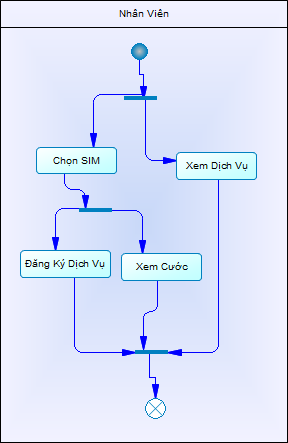 Nhân Viên
Chọn SIM
Xem Dịch Vụ
Đăng Ký Dịch Vụ
Xem Cước